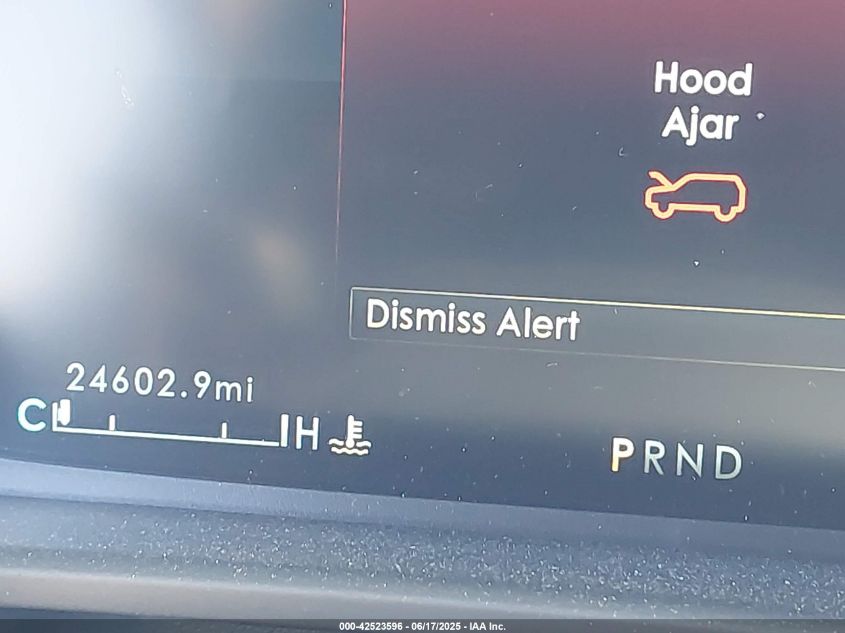 Hood
Ajar
Dismiss Alert
24602.9mi
C H
PRND
000-42523596 - 06/17/2025 - IAA Inc.